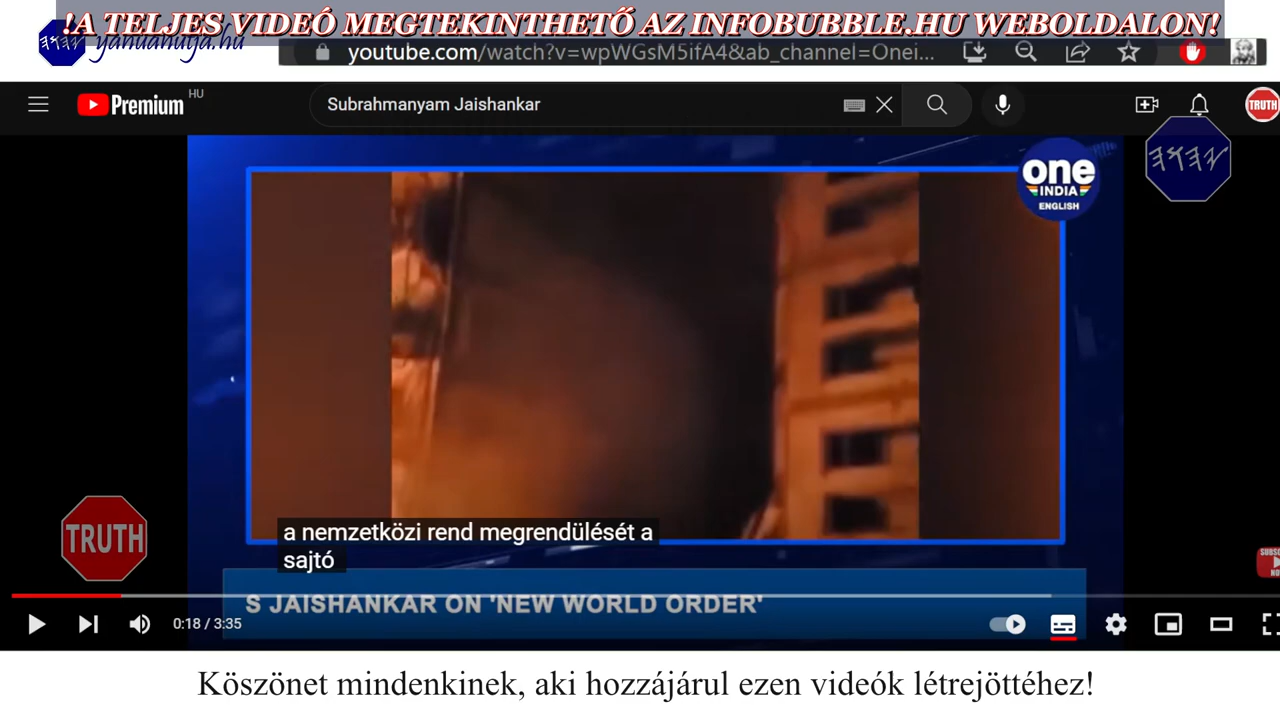 !A TELJES VIDEÓ MEGTEKINTHETŐ AZ INFOBUBBLE.HU WEBOLDALON!
yahuahutja.hu
youtube.com/watch?v=wpWGsM5ifA4&ab_channel=Onei...
Premium HU
Subrahmanyam Jaishankar
TRUTH
one
INDIA
ENGLISH
TRUTH
a nemzetközi rend megrendülését a
sajtó
S JAISHANKAR ON 'NEW WORLD ORDER'
0:18 / 3:35
Köszönet mindenkinek, aki hozzájárul ezen videók létrejöttéhez!